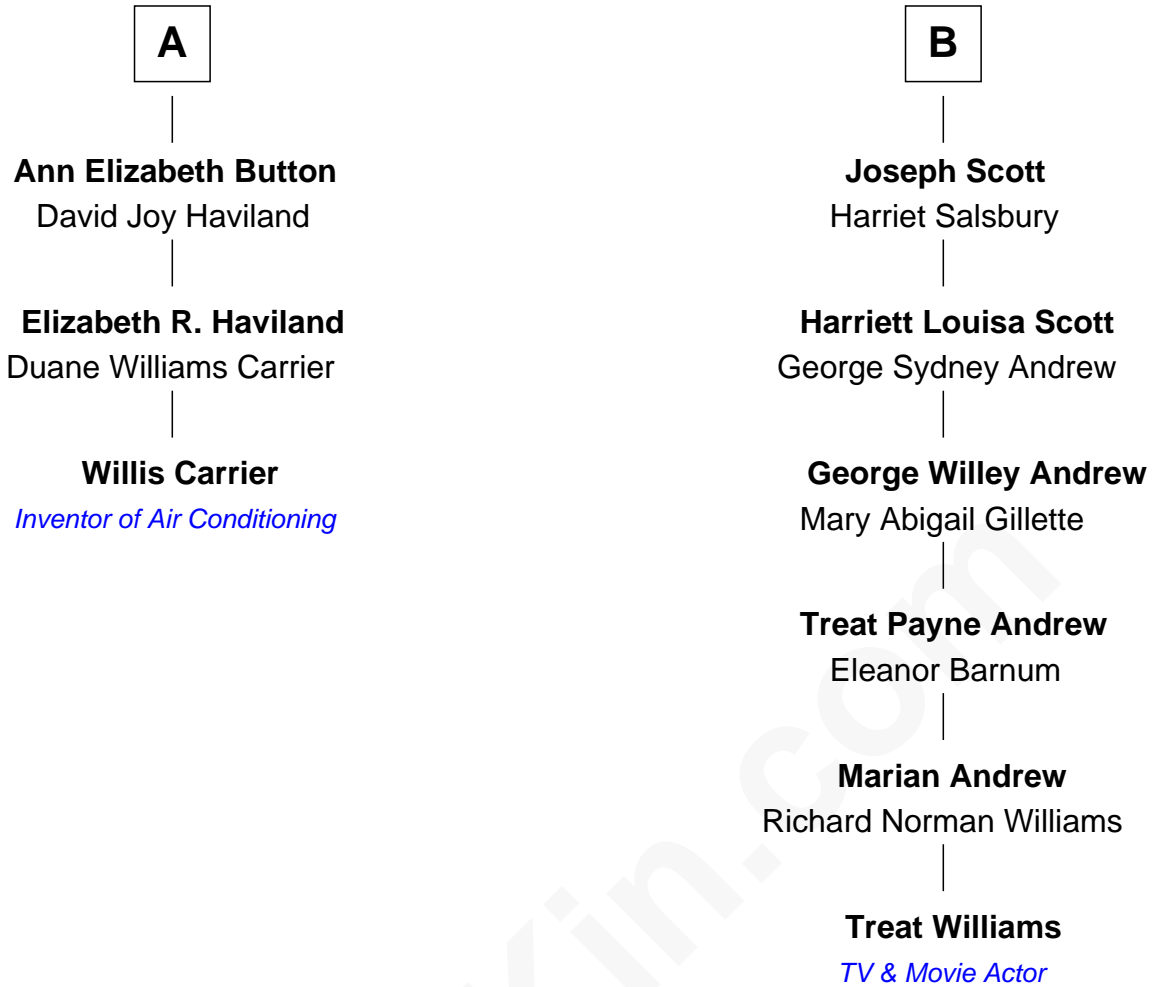 A
Ann Elizabeth Button
David Joy Haviland
Elizabeth R. Haviland
Duane Williams Carrier
Willis Carrier
Inventor of Air Conditioning
B
Joseph Scott
Harriet Salsbury
Harriett Louisa Scott
George Sydney Andrew
George Willey Andrew
Mary Abigail Gillette
Treat Payne Andrew
Eleanor Barnum
Marian Andrew
Richard Norman Williams
Treat Williams
TV & Movie Actor
Kin.com